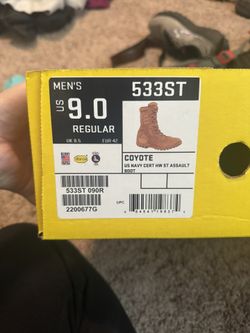 MEN'S
US 9.0
REGULAR
UK 8.5 EUR 42
533ST
COYOTE
US NAVY CERT HW ST ASSAULT
BOOT
533ST 090R
2200677G
UPC